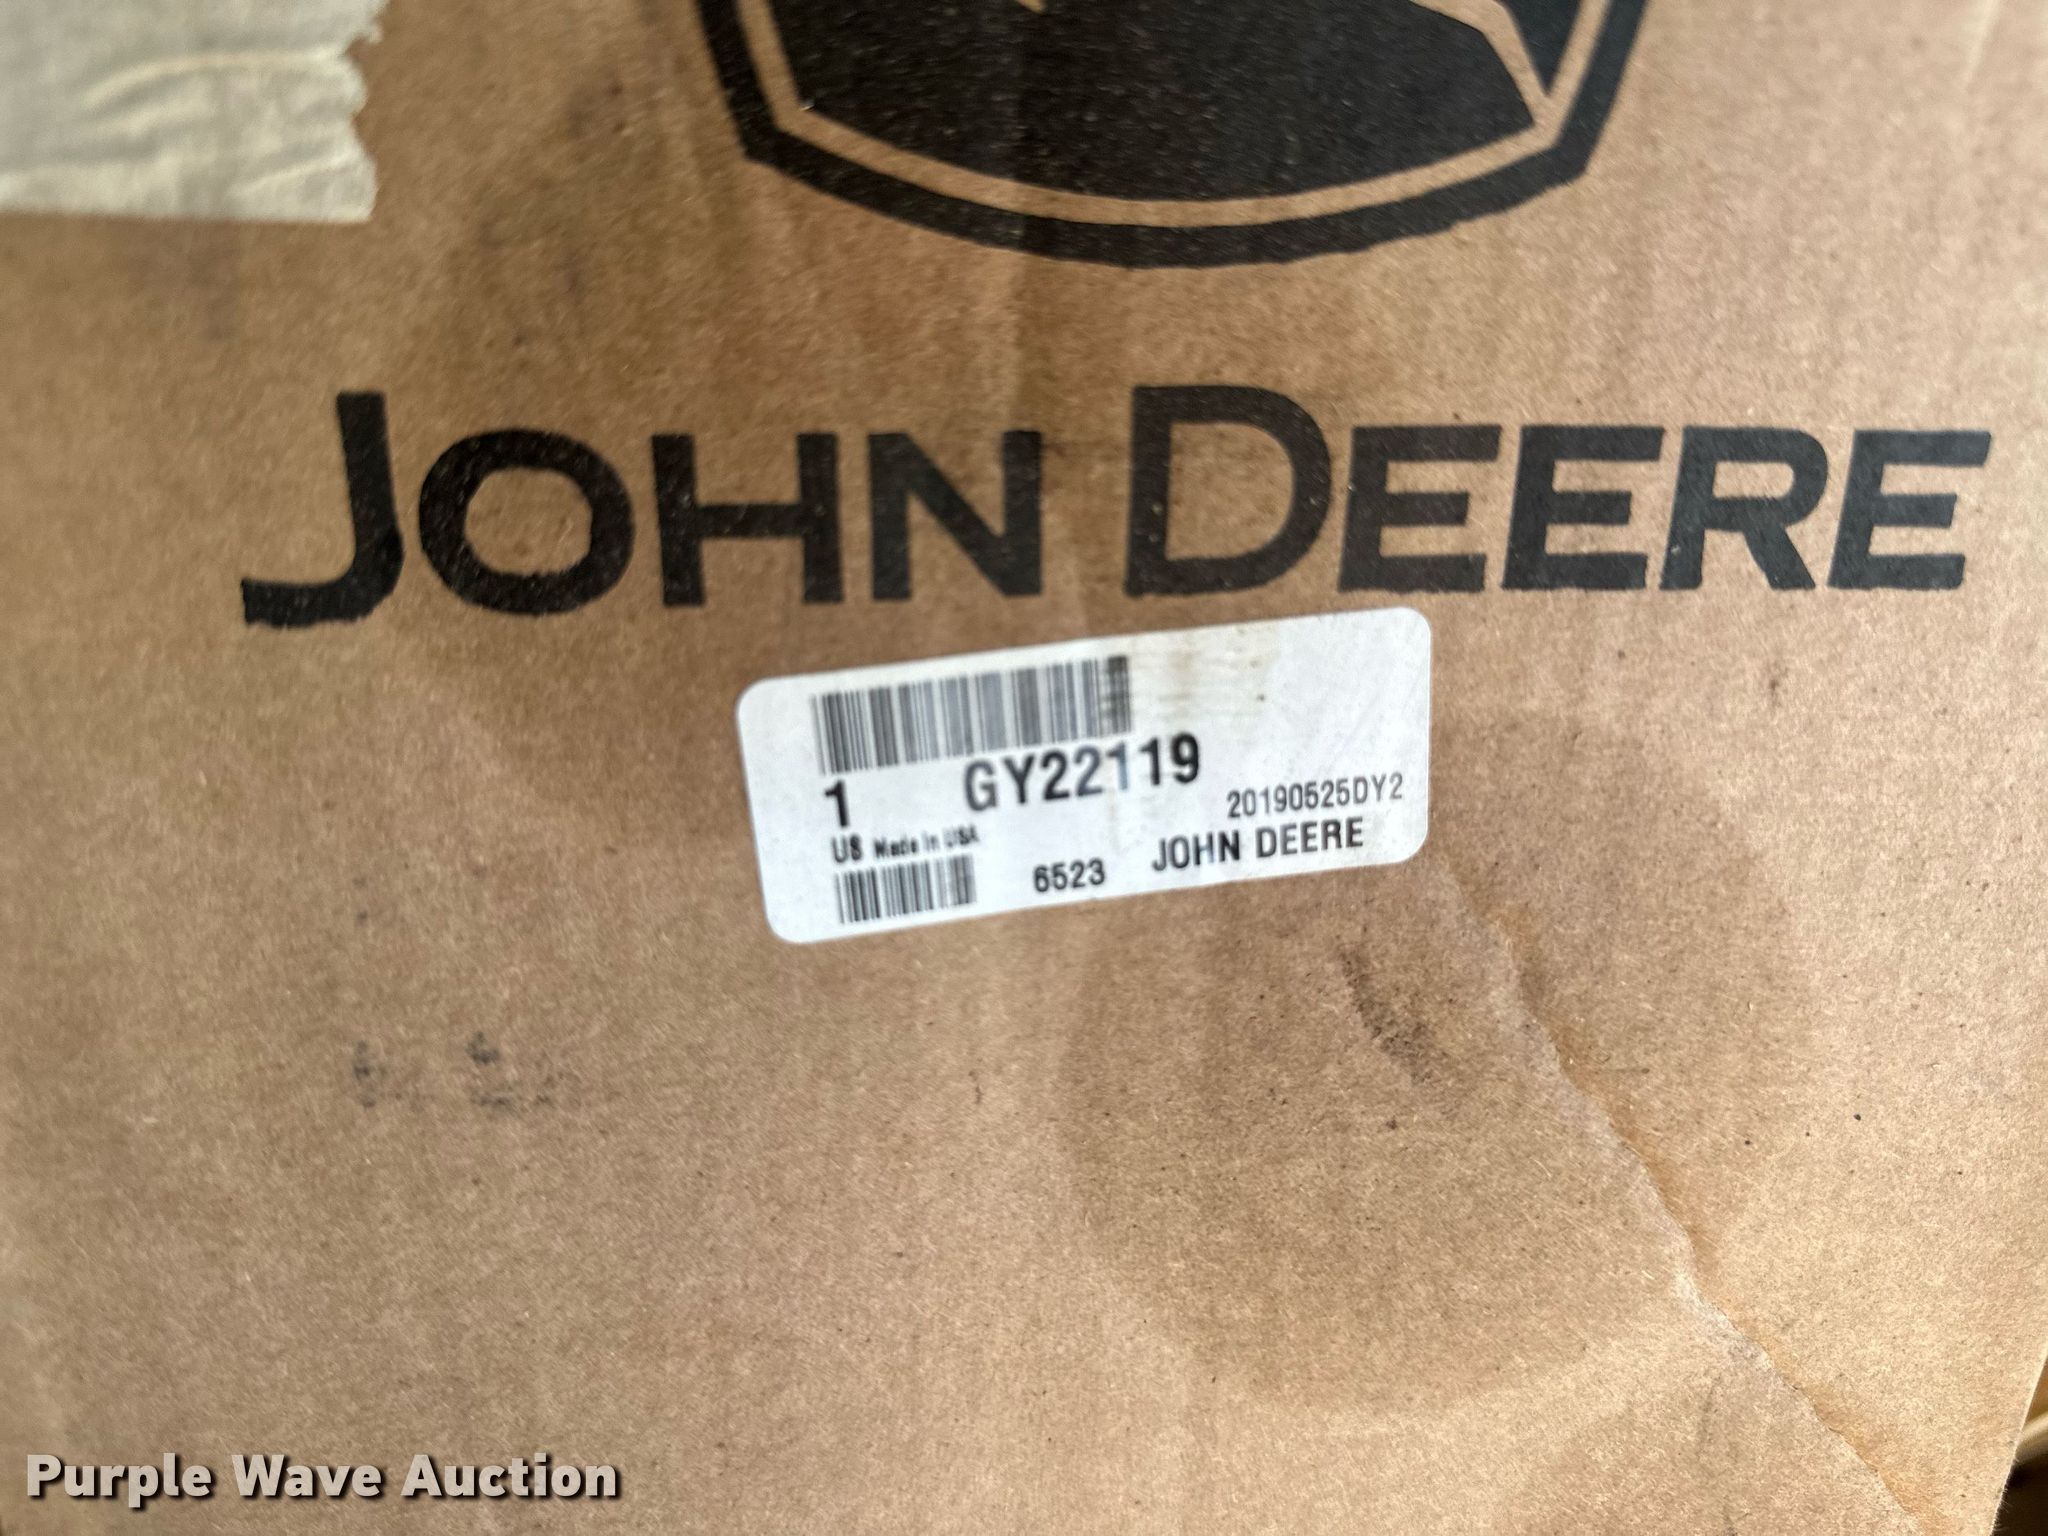 JOHN DEERE
1 GY22119
20190525DY2
US Made in USA
6523 JOHN DEERE
Purple Wave Auction